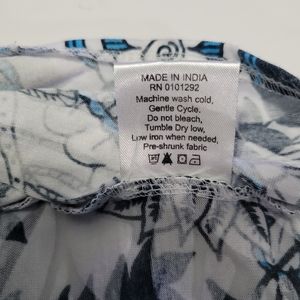 MADE IN INDIA
RN 0101292
Machine wash cold,
Gentle Cycle.
Do not bleach,
Tumble Dry low,
Low iron when needed,
Pre-shrunk fabric